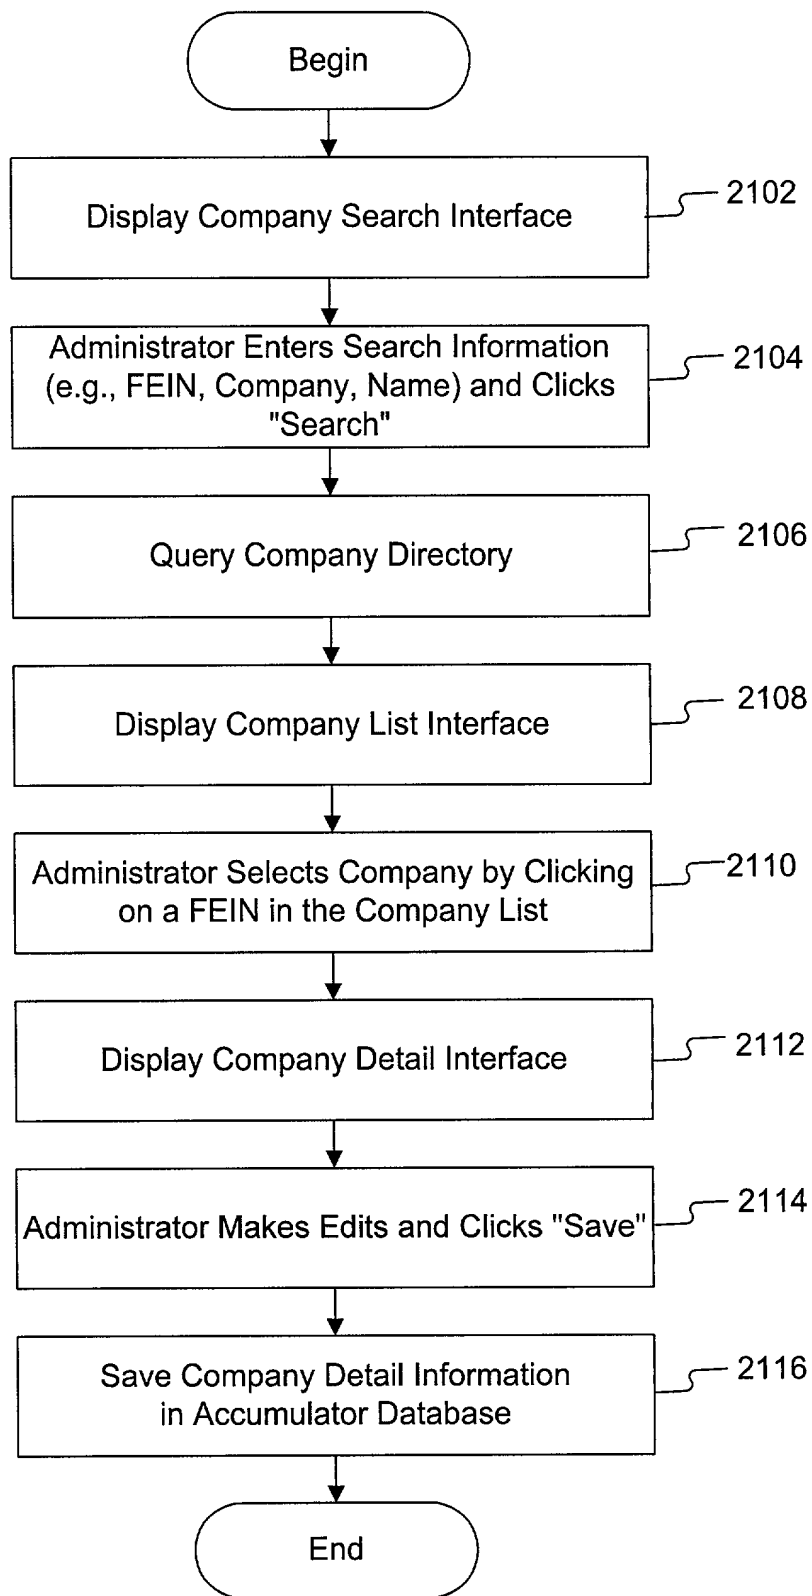 Begin
Display Company Search Interface
2102
Administrator Enters Search Information
(e.g., FEIN, Company, Name) and Clicks
"Search"
2104
Query Company Directory
2106
Display Company List Interface
2108
Administrator Selects Company by Clicking
on a FEIN in the Company List
2110
Display Company Detail Interface
2112
Administrator Makes Edits and Clicks "Save"
2114
Save Company Detail Information
in Accumulator Database
2116
End